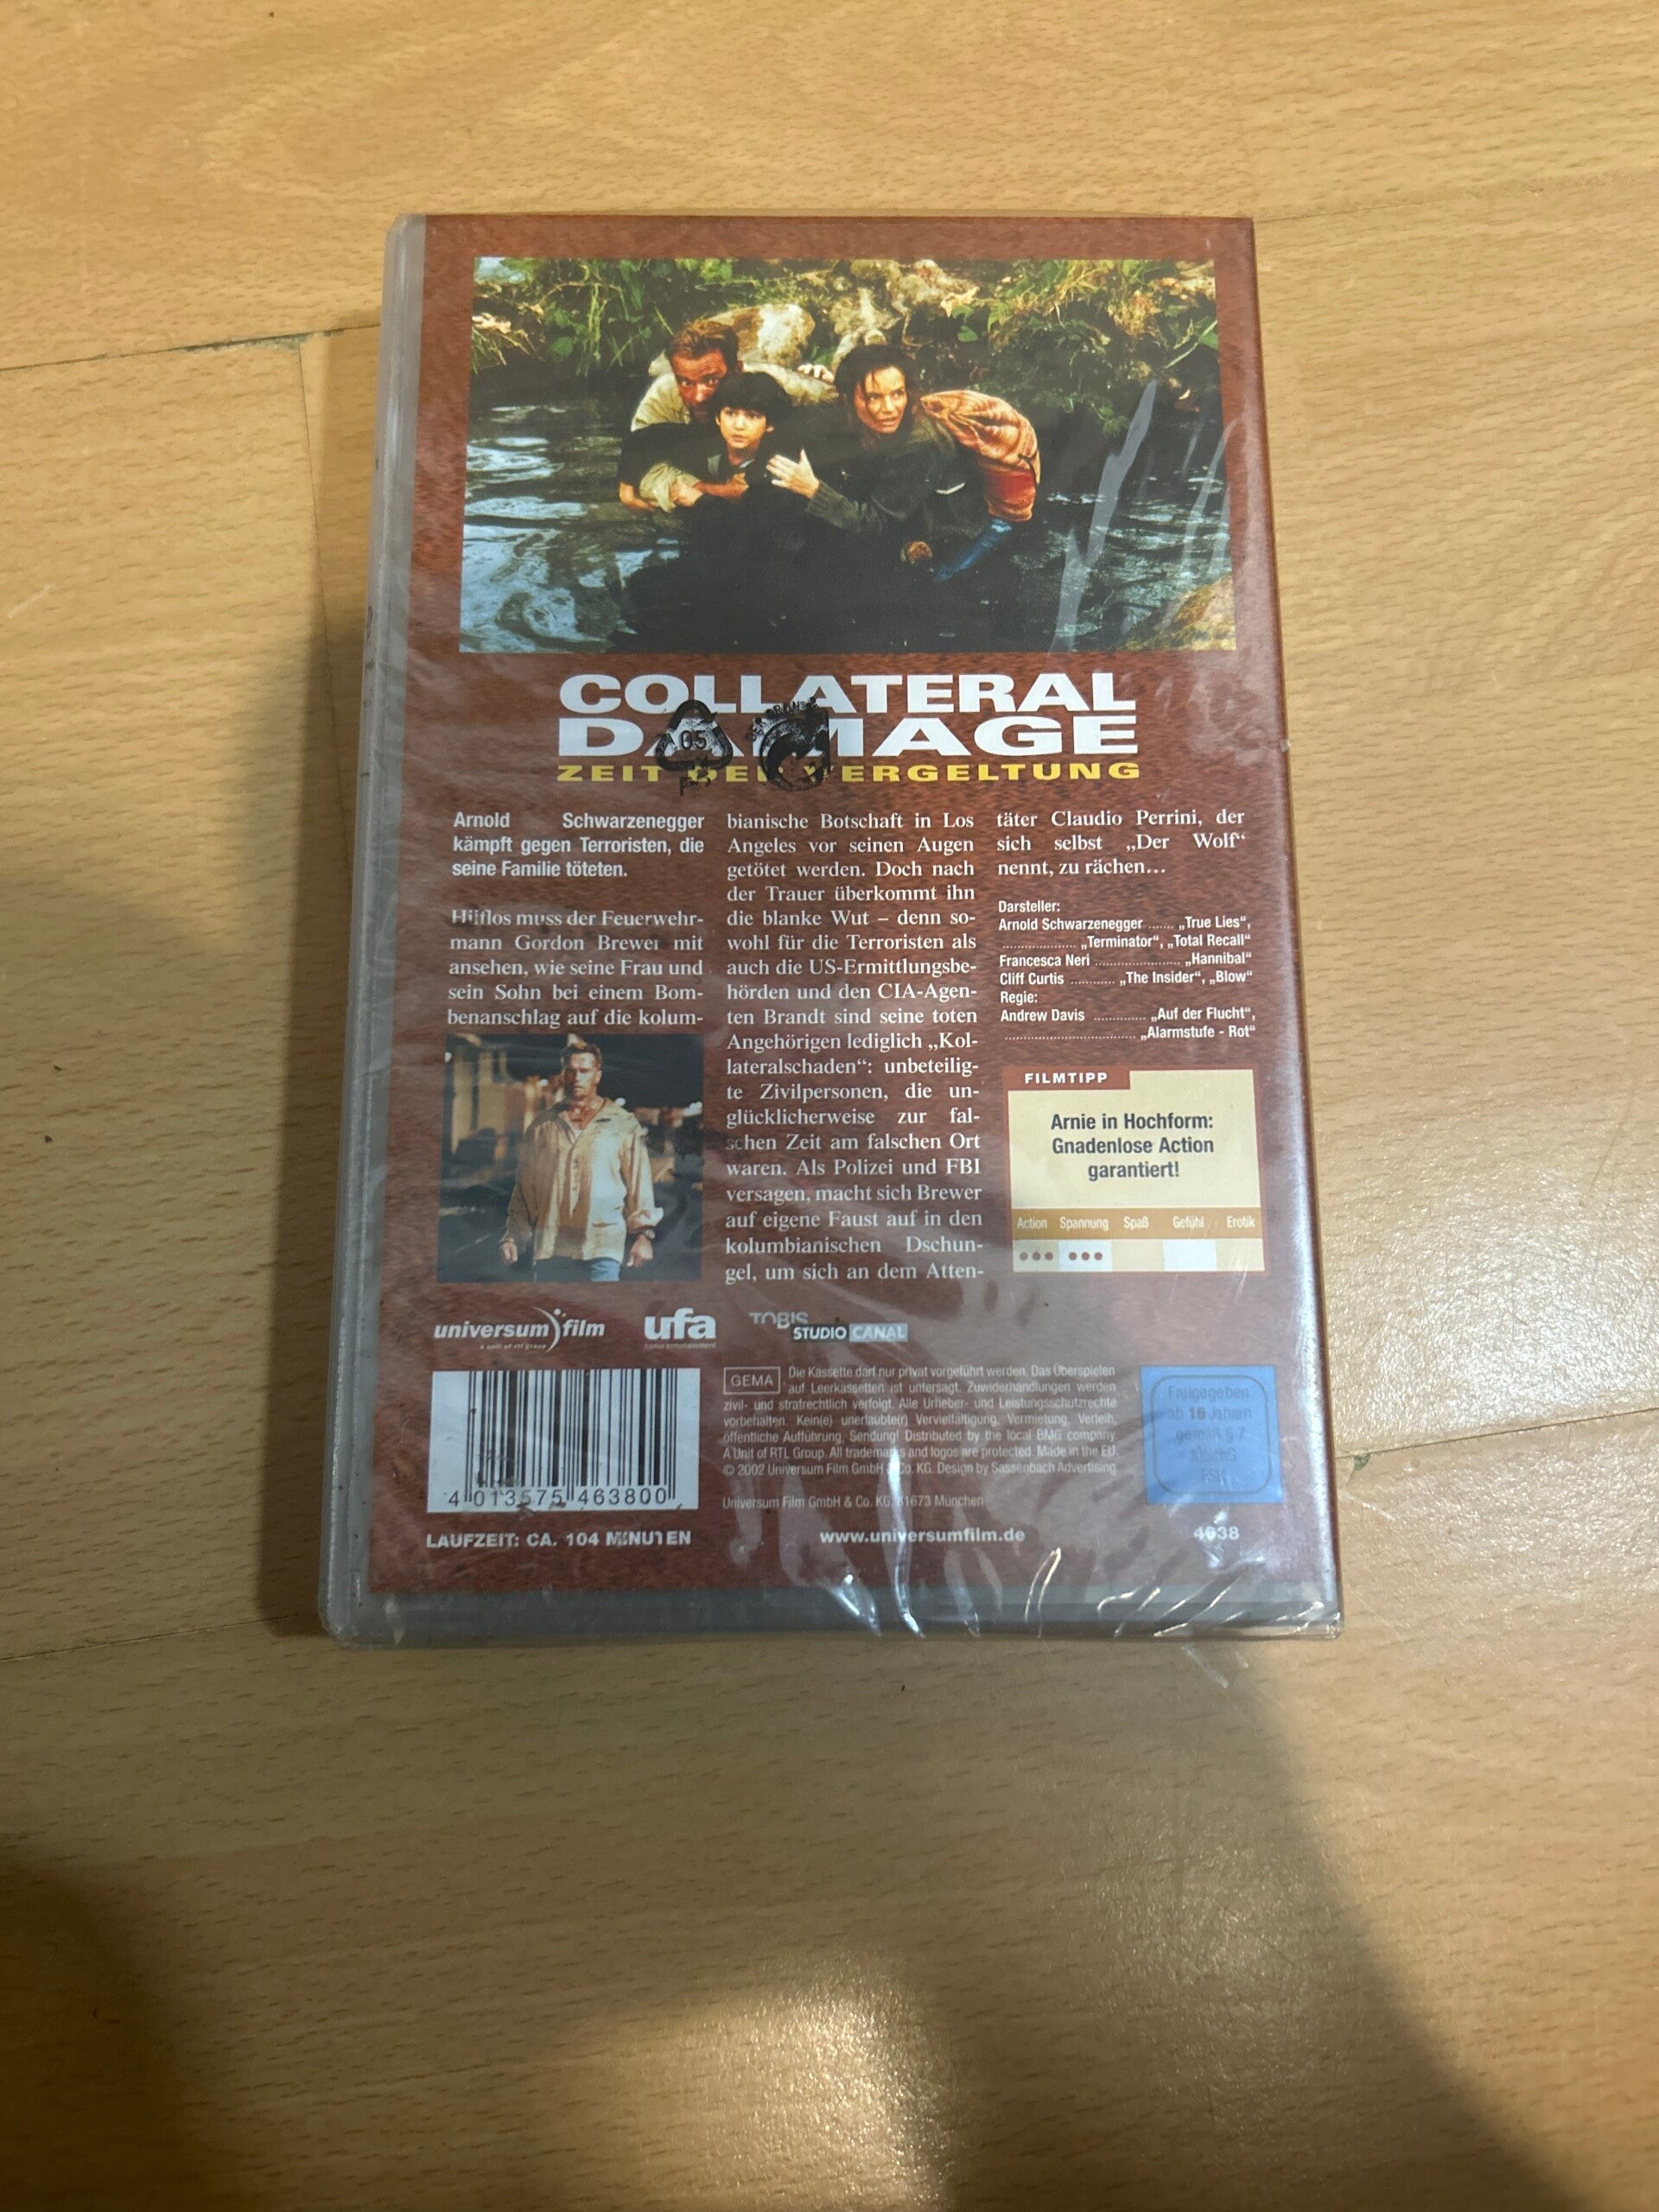 COLLATERAL
DAMAGE
ZEIT DER VERGELTUNG
05
Arnold Schwarzenegger
kämpft gegen Terroristen, die
seine Familie töteten.
Hilflos muss der Feuerwehr-
mann Gordon Brewer mit
ansehen, wie seine Frau und
sein Sohn bei einem Bom-
benanschlag auf die kolum-
bianische Botschaft in Los
Angeles vor seinen Augen
getötet werden. Doch nach
der Trauer überkommt ihn
die blanke Wut – denn so-
wohl für die Terroristen als
auch die US-Ermittlungsbe-
hörden und den CIA-Agen-
ten Brandt sind seine toten
Angehörigen lediglich „Kol-
lateralschaden“: unbeteilig-
te Zivilpersonen, die un-
glücklicherweise zur fal-
schen Zeit am falschen Ort
waren. Als Polizei und FBI
versagen, macht sich Brewer
auf eigene Faust auf in den
kolumbianischen Dschun-
gel, um sich an dem Atten-
täter Claudio Perrini, der
sich selbst „Der Wolf“
nennt, zu rächen...
Darsteller:
Arnold Schwarzenegger ....... „True Lies“,
.................... „Terminator“, „Total Recall“
Francesca Neri ........................ „Hannibal“
Cliff Curtis ............ „The Insider“, „Blow“
Regie:
Andrew Davis .............. „Auf der Flucht“,
.................................... „Alarmstufe - Rot“
FILMTIPP
Arnie in Hochform:
Gnadenlose Action
garantiert!
Action Spannung Spaß Gefühl Erotik
universum film
a unit of rtl group
ufa
home entertainment
TOBIS
STUDIO CANAL
GEMA
Die Kassette darf nur privat vorgeführt werden. Das Überspielen
auf Leerkassetten ist untersagt. Zuwiderhandlungen werden
zivil- und strafrechtlich verfolgt. Alle Urheber- und Leistungsschutzrechte
vorbehalten. Kein(e) unerlaubte(r) Vervielfältigung, Vermietung, Verleih,
öffentliche Aufführung, Sendung! Distributed by the local BMG company.
A Unit of RTL Group. All trademarks and logos are protected. Made in the EU.
© 2002 Universum Film GmbH & Co. KG. Design by Sassenbach Advertising
Universum Film GmbH & Co. KG, 81673 München
Freigegeben
ab 16 Jahren
gemäß § 7
JÖSchG
FSK
4 013575 463800
LAUFZEIT: CA. 104 MINUTEN
www.universumfilm.de